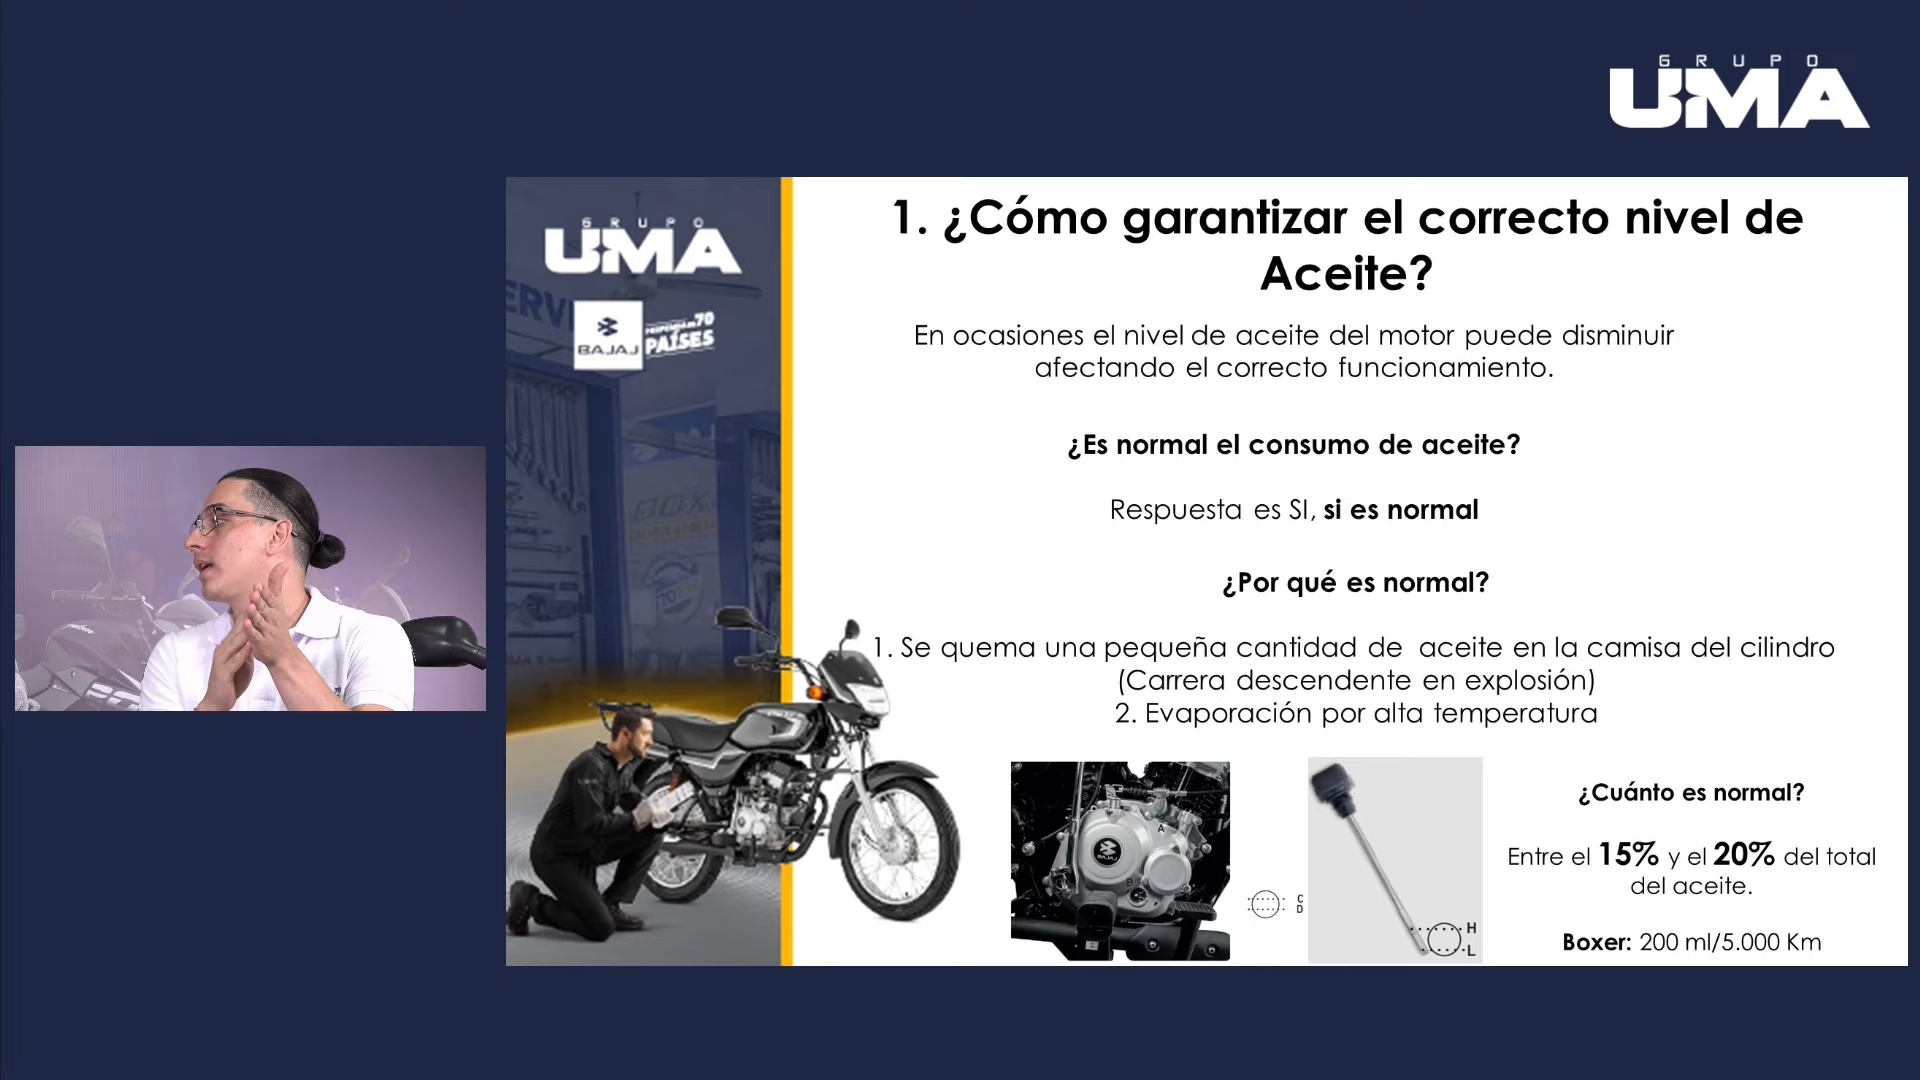 GRUPO
UMA
GRUPO
UMA
BAJAJ
70
PAÍSES
1. ¿Cómo garantizar el correcto nivel de
Aceite?
En ocasiones el nivel de aceite del motor puede disminuir
afectando el correcto funcionamiento.
¿Es normal el consumo de aceite?
Respuesta es SI, si es normal
¿Por qué es normal?
1. Se quema una pequeña cantidad de aceite en la camisa del cilindro
(Carrera descendente en explosión)
2. Evaporación por alta temperatura
A
BAJAJ
B
C
D
H
L
¿Cuánto es normal?
Entre el 15% y el 20% del total
del aceite.
Boxer: 200 ml/5.000 Km